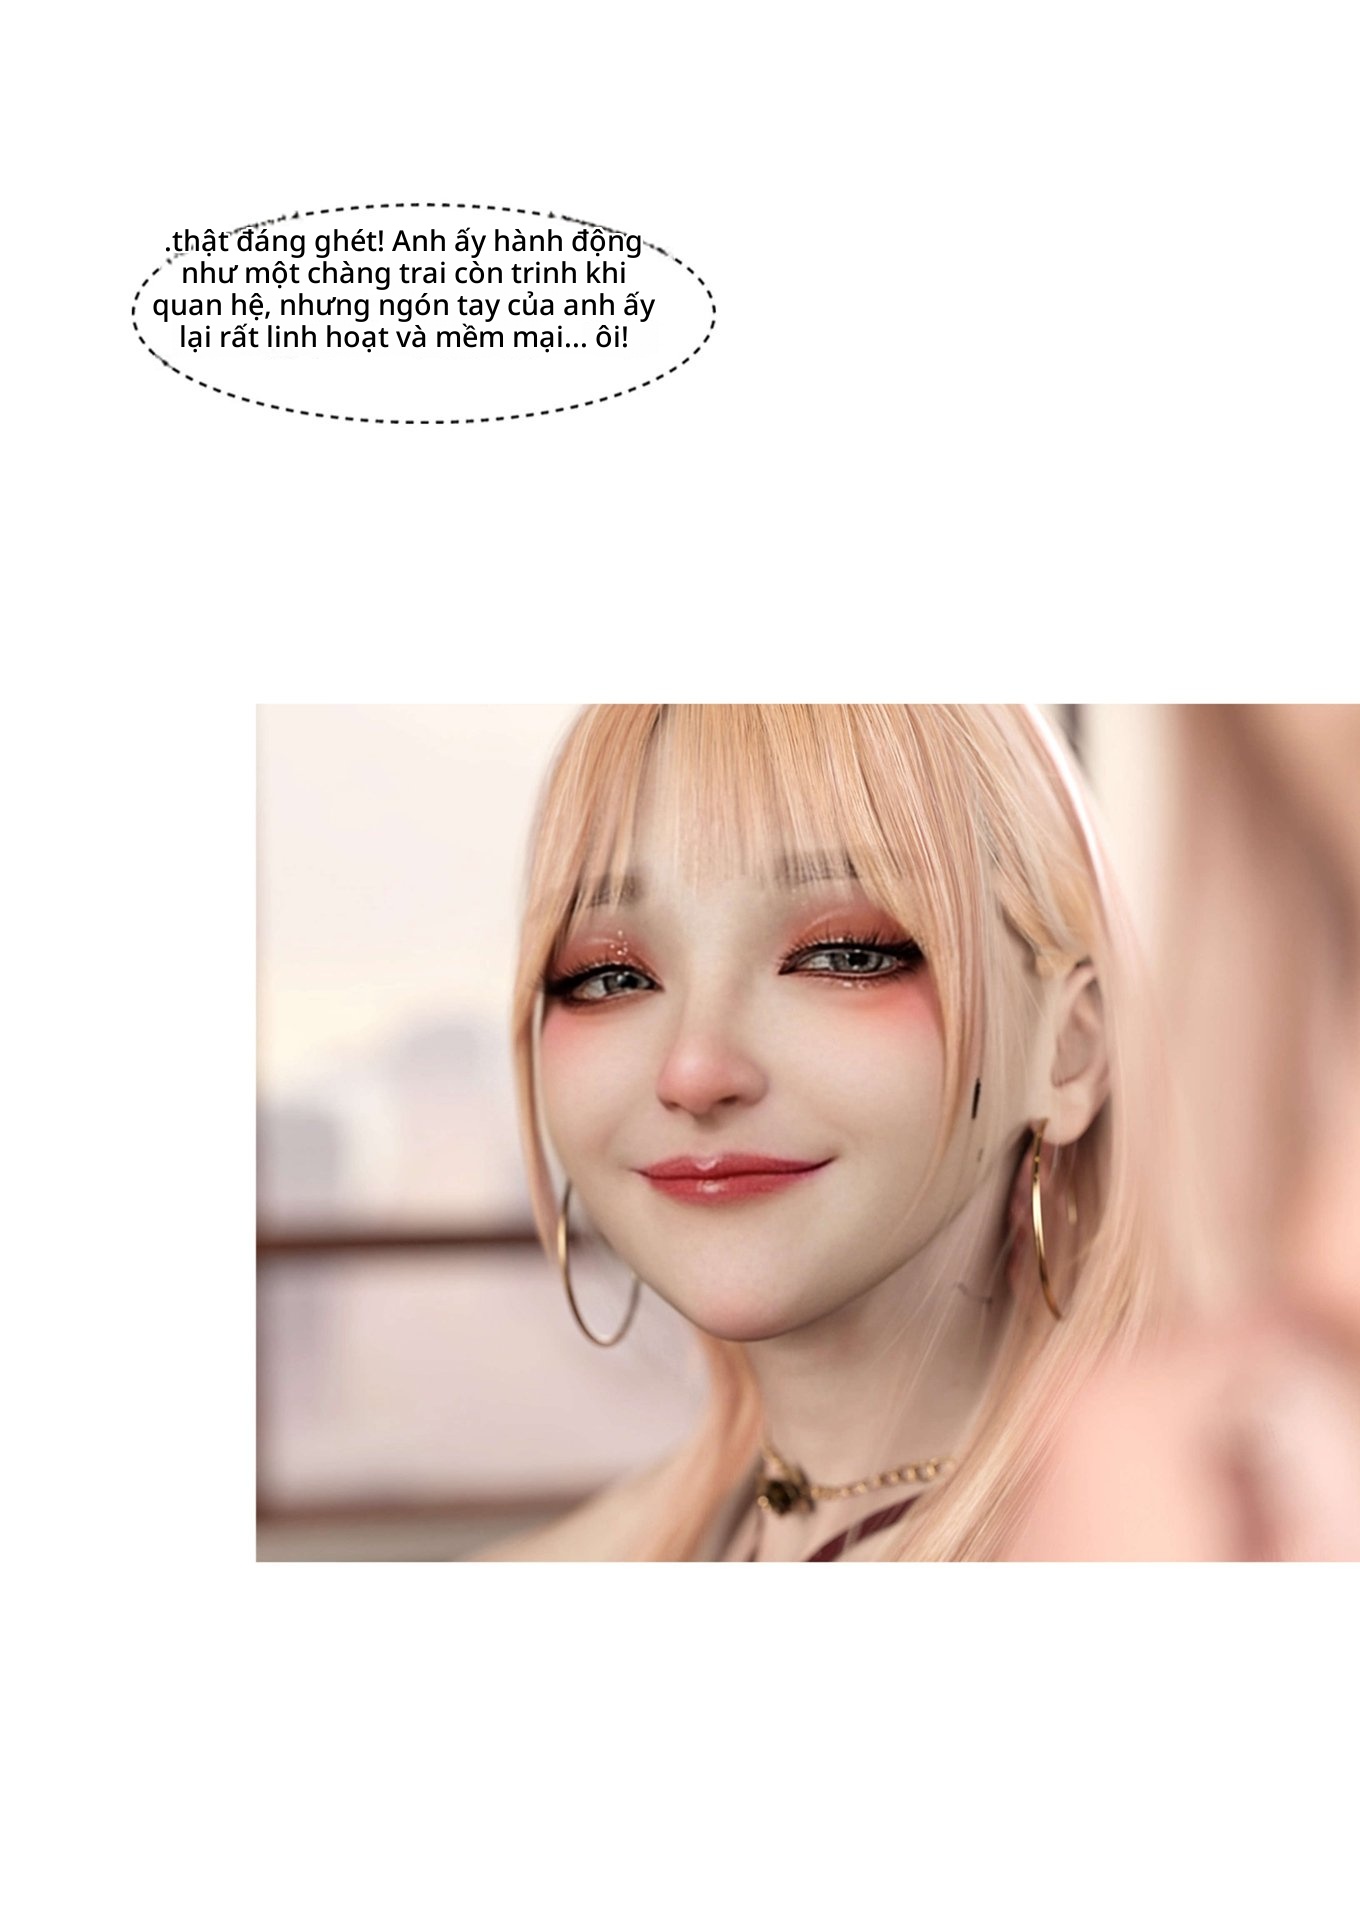 .thật đáng ghét! Anh ấy hành động
như một chàng trai còn trinh khi
quan hệ, nhưng ngón tay của anh ấy
lại rất linh hoạt và mềm mại... ôi!